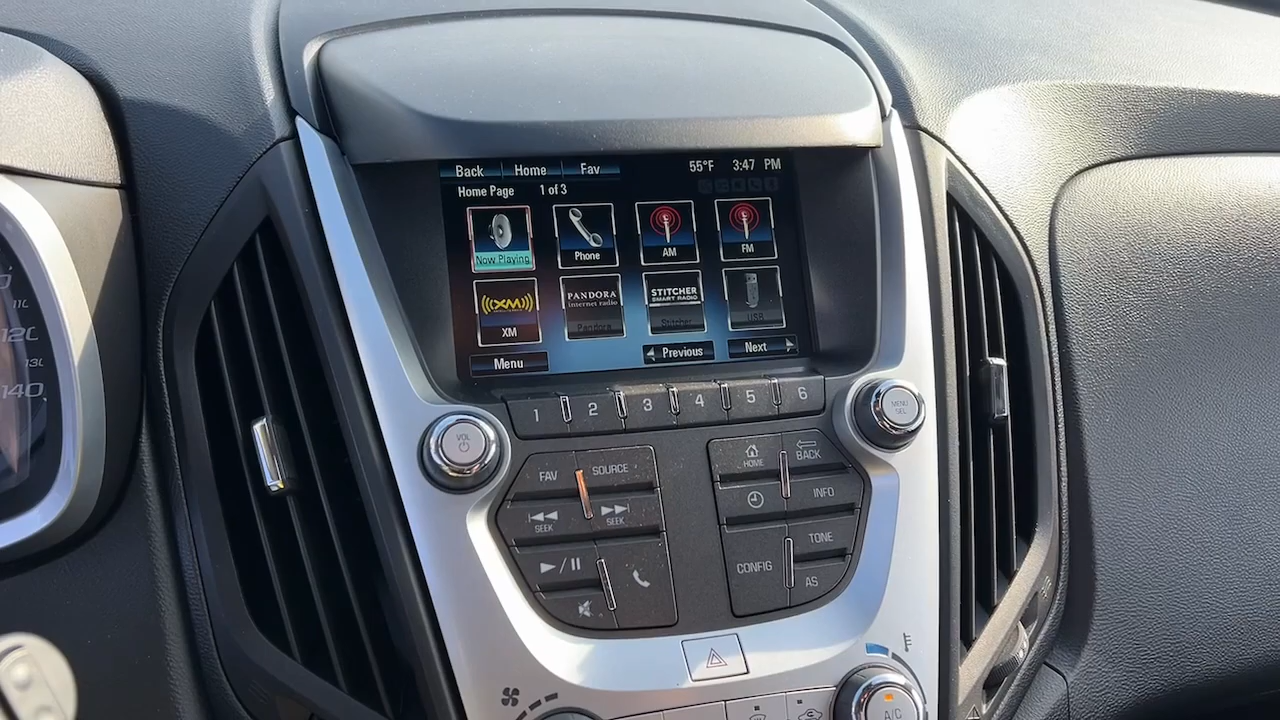 Back Home Fav 55°F 3:47 PM
Home Page 1 of 3
Now Playing Phone AM FM
XM
PANDORA
internet radio
STITCHER
SMART RADIO
XM Pandora Stitcher USB
Menu Previous Next
1 2 3 4 5 6
VOL
MENU
SEL
FAV SOURCE
HOME BACK
SEEK SEEK
INFO
TONE
CONFIG
AS
A/C
120
140